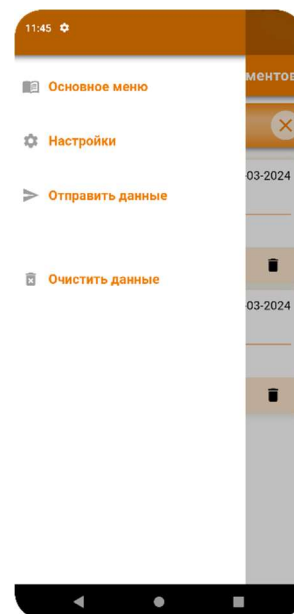 11:45
Основное меню
Настройки
Отправить данные
Очистить данные
ментов
03-2024
03-2024